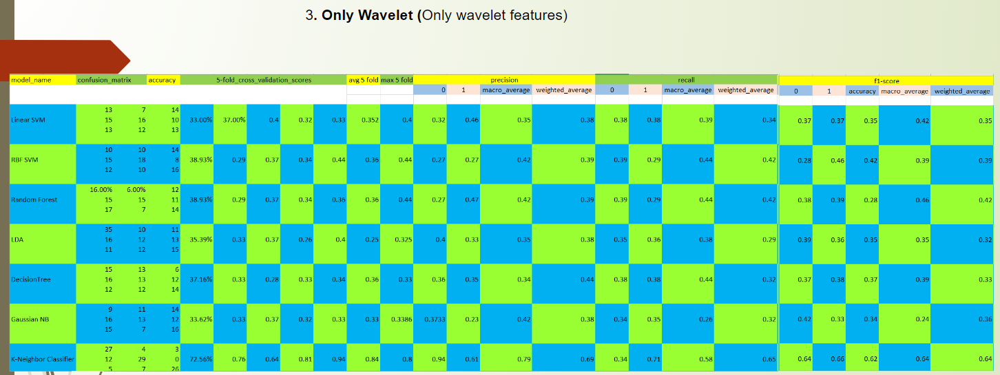 3. Only Wavelet (Only wavelet features)
model_name confusion_matrix accuracy 5-fold_cross_validation_scores avg 5 fold max 5 fold precision recall f1-score
0 1 macro_average weighted_average 0 1 macro_average weighted_average 0 1 accuracy macro_average weighted_average
13 7 14
Linear SVM 15 16 10 33.00% 37.00% 0.4 0.32 0.33 0.352 0.4 0.32 0.46 0.35 0.38 0.38 0.38 0.39 0.34 0.37 0.37 0.35 0.42 0.35
13 12 13
10 10 14
RBF SVM 15 18 8 38.93% 0.29 0.37 0.34 0.44 0.36 0.44 0.27 0.27 0.42 0.39 0.39 0.29 0.44 0.42 0.28 0.46 0.42 0.39 0.39
12 10 16
16.00% 6.00% 12
Random Forest 15 15 11 38.93% 0.29 0.37 0.34 0.36 0.36 0.44 0.27 0.47 0.42 0.39 0.39 0.29 0.44 0.42 0.38 0.39 0.28 0.46 0.42
17 7 14
35 10 11
LDA 16 12 13 35.39% 0.33 0.37 0.26 0.4 0.25 0.325 0.4 0.33 0.35 0.38 0.35 0.36 0.38 0.29 0.39 0.36 0.35 0.35 0.32
11 12 15
15 13 6
DecisionTree 16 13 12 37.16% 0.33 0.28 0.33 0.34 0.36 0.33 0.36 0.35 0.34 0.44 0.38 0.38 0.44 0.32 0.37 0.38 0.37 0.39 0.33
12 12 14
9 11 14
Gaussian NB 16 13 12 33.62% 0.33 0.37 0.32 0.33 0.33 0.3386 0.3733 0.23 0.42 0.38 0.34 0.35 0.26 0.32 0.42 0.33 0.34 0.24 0.36
15 7 16
27 4 3
K-Neighbor Classifier 12 29 0 72.56% 0.76 0.64 0.81 0.94 0.84 0.8 0.94 0.61 0.79 0.69 0.34 0.71 0.58 0.65 0.64 0.66 0.62 0.64 0.64
5 7 26